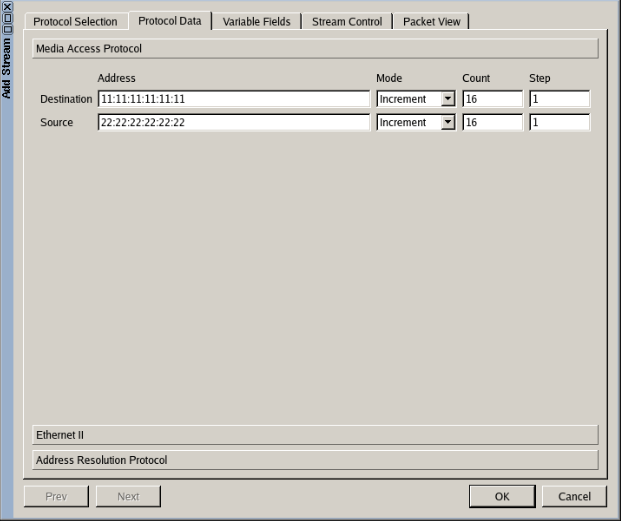 Add Stream
Protocol Selection Protocol Data Variable Fields Stream Control Packet View
Media Access Protocol
Address Mode Count Step
Destination 11:11:11:11:11:11 Increment 16 1
Source 22:22:22:22:22:22 Increment 16 1
Ethernet II
Address Resolution Protocol
Prev Next OK Cancel